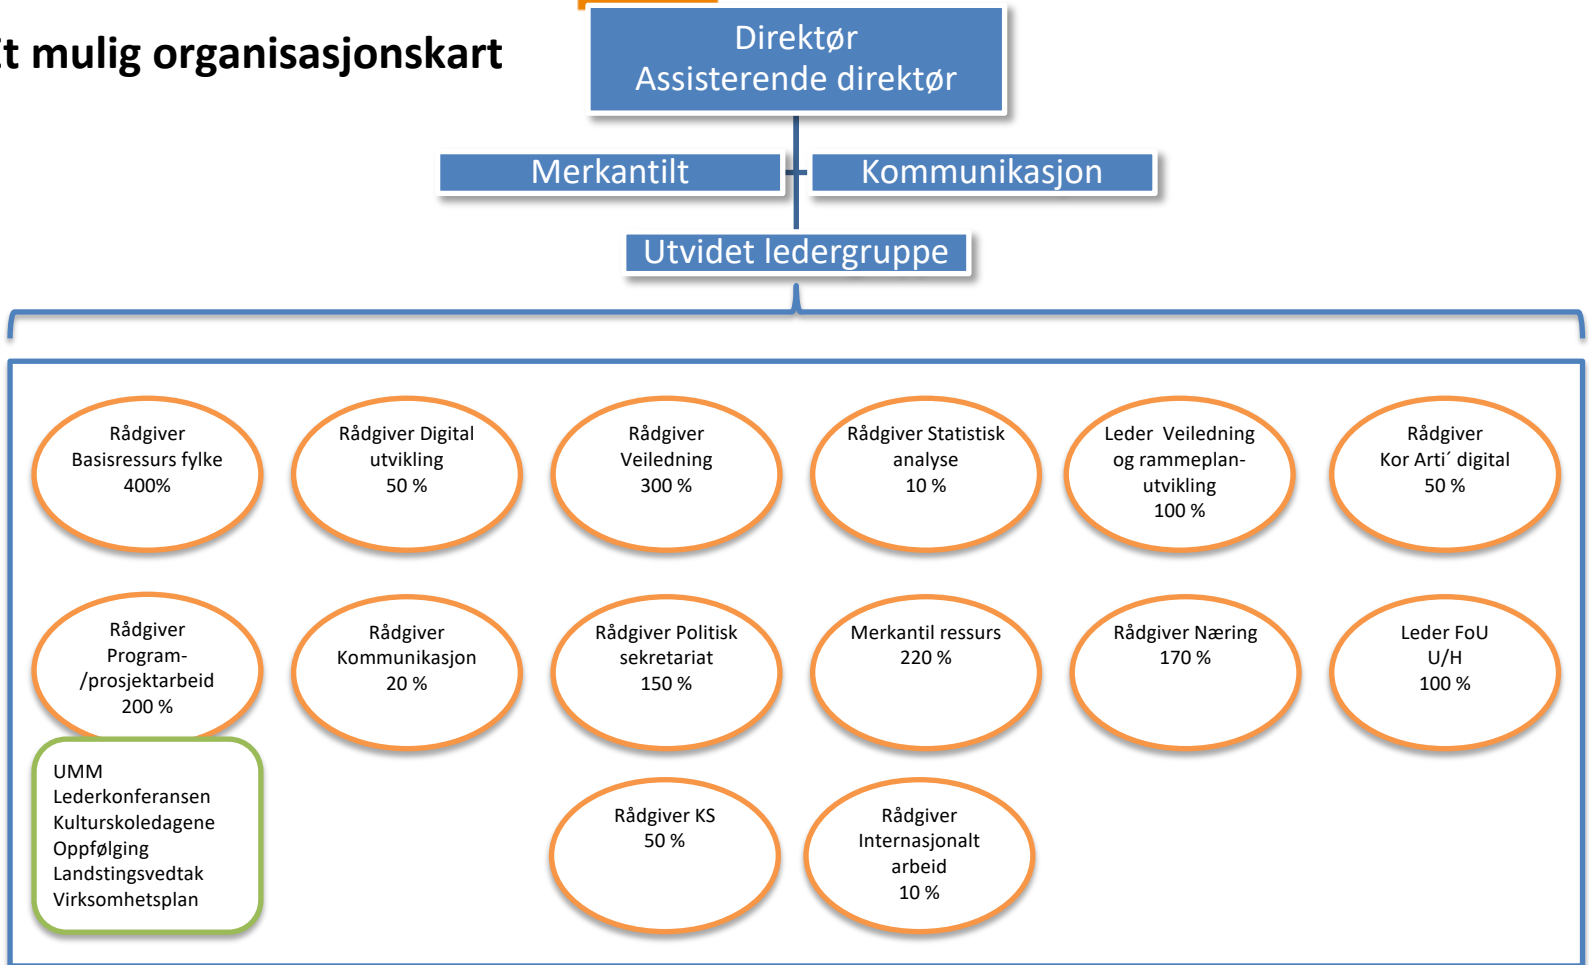 t mulig organisasjonskart
Direktør
Assisterende direktør
Merkantilt
Kommunikasjon
Utvidet ledergruppe
Rådgiver
Basisressurs fylke
400%
Rådgiver Digital
utvikling
50 %
Rådgiver
Veiledning
300 %
Rådgiver Statistisk
analyse
10 %
Leder Veiledning
og rammeplan-
utvikling
100 %
Rådgiver
Kor Arti´ digital
50 %
Rådgiver
Program-
/prosjektarbeid
200 %
Rådgiver
Kommunikasjon
20 %
Rådgiver Politisk
sekretariat
150 %
Merkantil ressurs
220 %
Rådgiver Næring
170 %
Leder FoU
U/H
100 %
UMM
Lederkonferansen
Kulturskoledagene
Oppfølging
Landstingsvedtak
Virksomhetsplan
Rådgiver KS
50 %
Rådgiver
Internasjonalt
arbeid
10 %